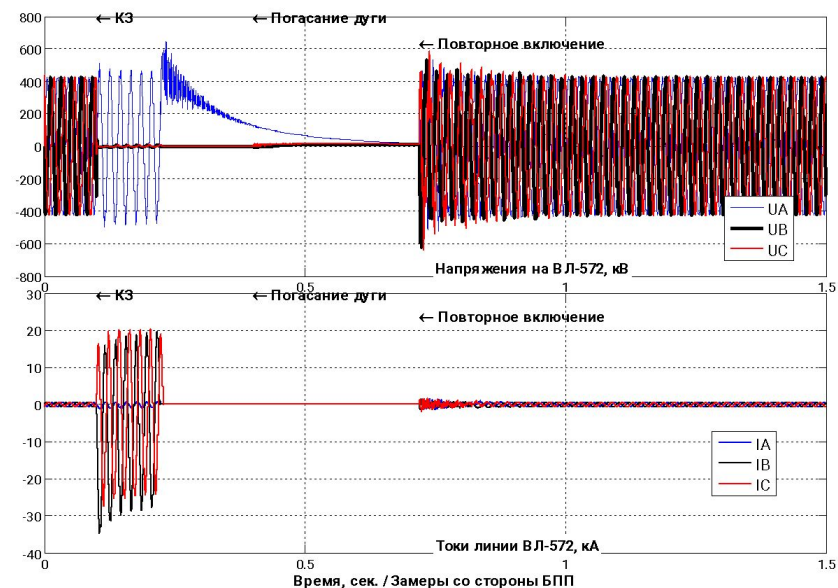 ← КЗ
← Погасание дуги
← Повторное включение
800
600
400
200
0
-200
-400
-600
-800
UA
UB
UC
0
0.5
1
1.5
Напряжения на ВЛ-572, кВ
← КЗ
← Погасание дуги
← Повторное включение
30
20
10
0
-10
-20
-30
-40
IA
IB
IC
Токи линии ВЛ-572, кА
0
0.5
1
1.5
Время, сек. / Замеры со стороны БПП